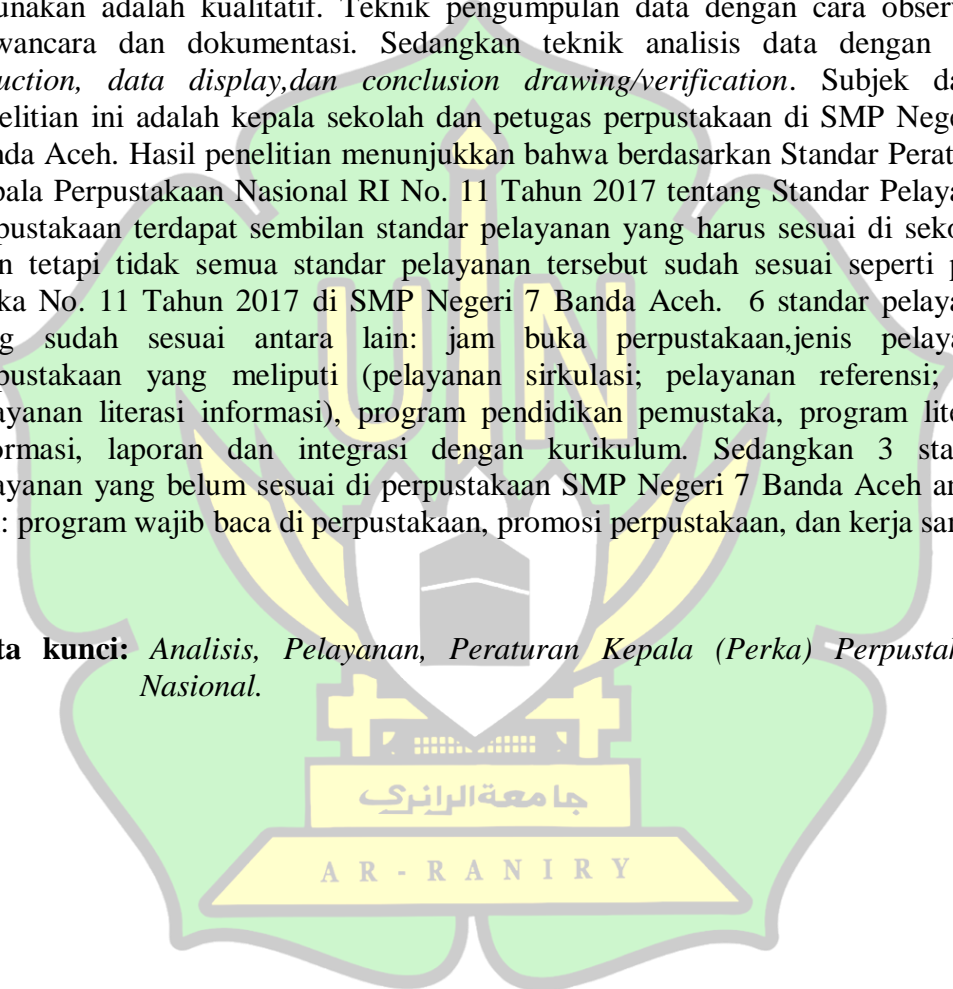 unakan adalah kualitatif. Teknik pengumpulan data dengan cara obser
wancara dan dokumentasi. Sedangkan teknik analisis data dengan
uction, data display,dan conclusion drawing/verification. Subjek da
elitian ini adalah kepala sekolah dan petugas perpustakaan di SMP Nege
nda Aceh. Hasil penelitian menunjukkan bahwa berdasarkan Standar Perat
pala Perpustakaan Nasional RI No. 11 Tahun 2017 tentang Standar Pelaya
pustakaan terdapat sembilan standar pelayanan yang harus sesuai di seko
n tetapi tidak semua standar pelayanan tersebut sudah sesuai seperti p
ka No. 11 Tahun 2017 di SMP Negeri 7 Banda Aceh. 6 standar pelaya
g sudah sesuai antara lain: jam buka perpustakaan,jenis pelaya
pustakaan yang meliputi (pelayanan sirkulasi; pelayanan referensi;
ayanan literasi informasi), program pendidikan pemustaka, program lite
ormasi, laporan dan integrasi dengan kurikulum. Sedangkan 3 sta
ayanan yang belum sesuai di perpustakaan SMP Negeri 7 Banda Aceh an
: program wajib baca di perpustakaan, promosi perpustakaan, dan kerja sa
ta kunci: Analisis, Pelayanan, Peraturan Kepala (Perka) Perpusta
Nasional.
UIN
جامعةالرانري
AR-RANIRY